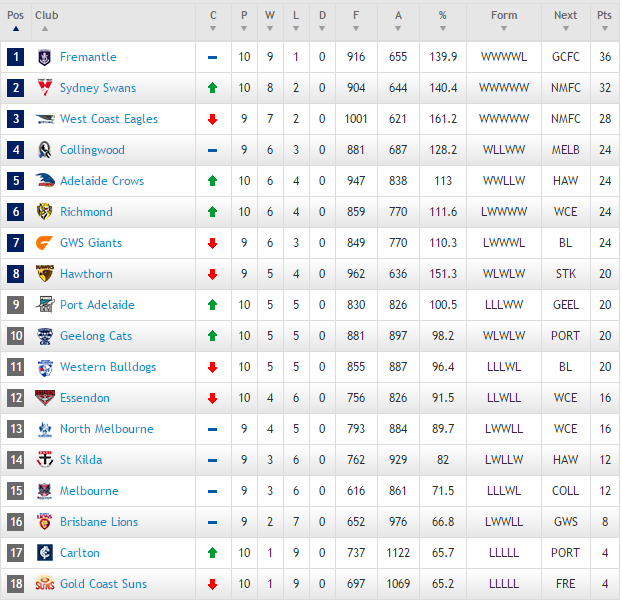 Pos Club C P W L D F A % Form Next Pts
1 Fremantle 10 9 1 0 916 655 139.9 WWWWL GCFC 36
2 Sydney Swans 10 8 2 0 904 644 140.4 WWWWW NMFC 32
3 West Coast Eagles 9 7 2 0 1001 621 161.2 WWWWW NMFC 28
4 Collingwood 9 6 3 0 881 687 128.2 WLLWW MELB 24
5 Adelaide Crows 10 6 4 0 947 838 113 WWLLW HAW 24
6 Richmond 10 6 4 0 859 770 111.6 LWWWW WCE 24
7 GWS Giants 9 6 3 0 849 770 110.3 LWWWL BL 24
8 Hawthorn 9 5 4 0 962 636 151.3 WLWLW STK 20
9 Port Adelaide 10 5 5 0 830 826 100.5 LLLWW GEEL 20
10 Geelong Cats 10 5 5 0 881 897 98.2 WLWLW PORT 20
11 Western Bulldogs 10 5 5 0 855 887 96.4 LLLWL BL 20
12 Essendon 10 4 6 0 756 826 91.5 LLWLL WCE 16
13 North Melbourne 9 4 5 0 793 884 89.7 LWWLL WCE 16
14 St Kilda 9 3 6 0 762 929 82 LWLLW HAW 12
15 Melbourne 9 3 6 0 616 861 71.5 LLLWL COLL 12
16 Brisbane Lions 9 2 7 0 652 976 66.8 LWWLL GWS 8
17 Carlton 10 1 9 0 737 1122 65.7 LLLLL PORT 4
18 Gold Coast Suns 10 1 9 0 697 1069 65.2 LLLLL FRE 4